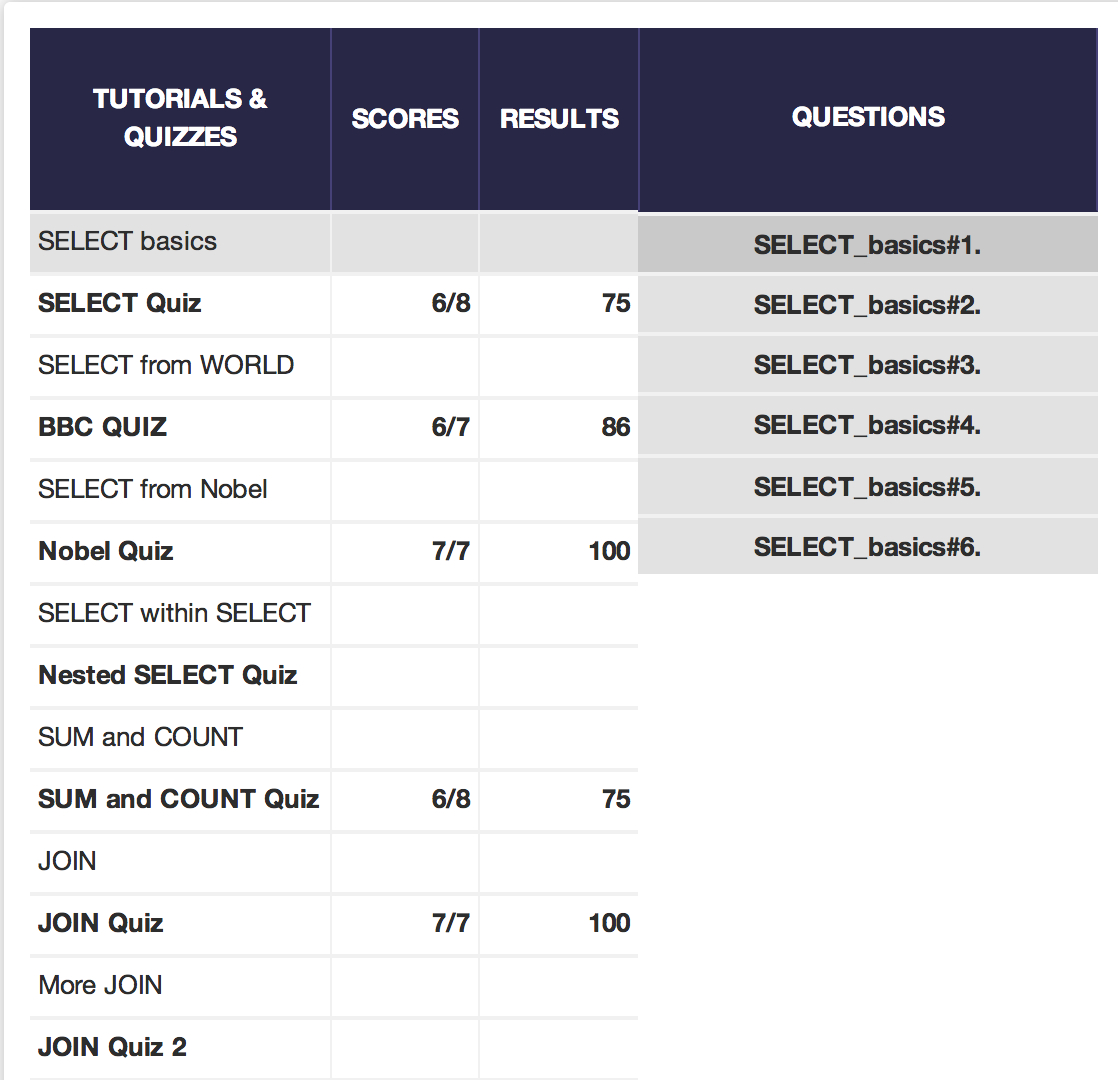 TUTORIALS &
QUIZZES
SCORES
RESULTS
QUESTIONS
SELECT basics
SELECT Quiz 6/8 75
SELECT from WORLD
BBC QUIZ 6/7 86
SELECT from Nobel
Nobel Quiz 7/7 100
SELECT within SELECT
Nested SELECT Quiz
SUM and COUNT
SUM and COUNT Quiz 6/8 75
JOIN
JOIN Quiz 7/7 100
More JOIN
JOIN Quiz 2
SELECT_basics#1.
SELECT_basics#2.
SELECT_basics#3.
SELECT_basics#4.
SELECT_basics#5.
SELECT_basics#6.